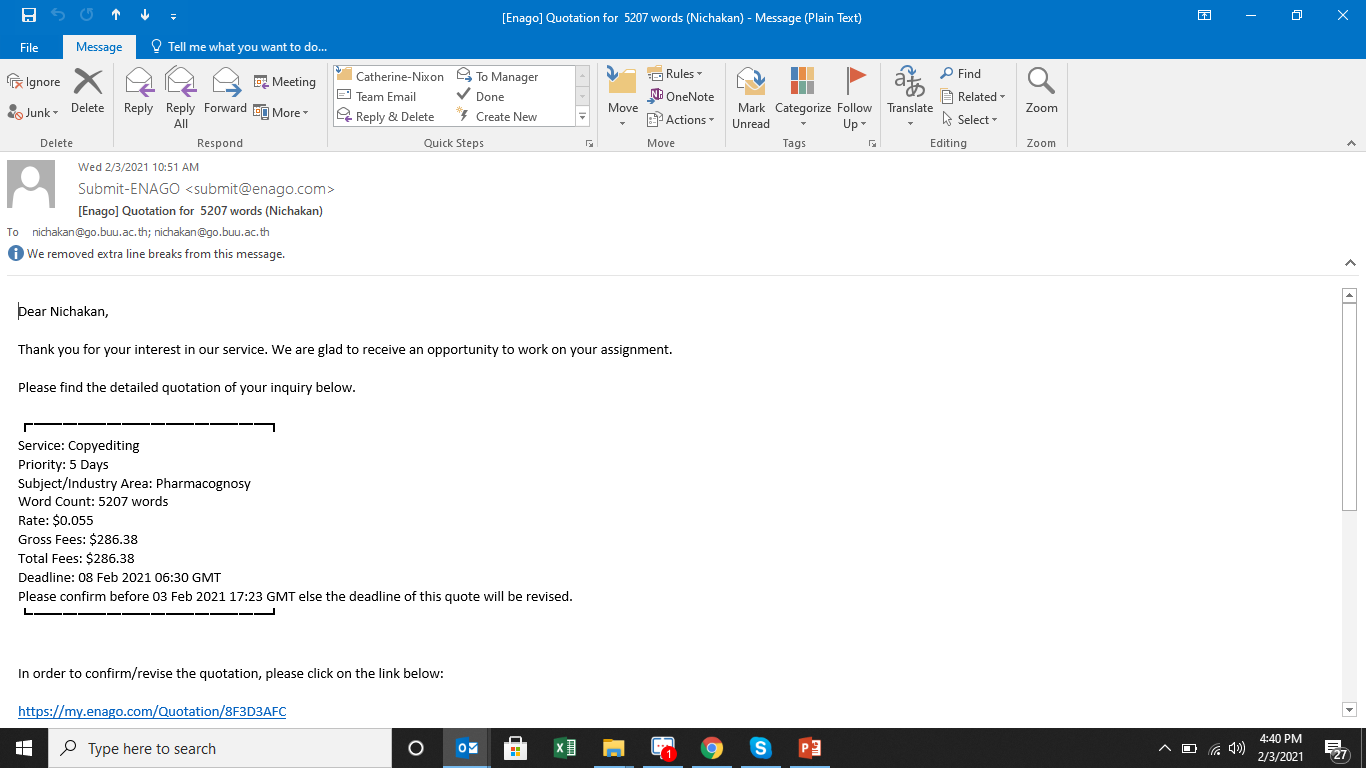 [Enago] Quotation for  5207 words (Nichakan) - Message (Plain Text)
File
Message
Tell me what you want to do...
Ignore
Junk
Delete
Reply
Reply All
Forward
Meeting
More
Catherine-Nixon
Team Email
Reply & Delete
To Manager
Done
Create New
Move
Rules
OneNote
Actions
Mark Unread
Categorize
Follow Up
Translate
Find
Related
Select
Zoom
Delete
Respond
Quick Steps
Move
Tags
Editing
Zoom
Wed 2/3/2021 10:51 AM
Submit-ENAGO <submit@enago.com>
[Enago] Quotation for  5207 words (Nichakan)
To nichakan@go.buu.ac.th; nichakan@go.buu.ac.th
We removed extra line breaks from this message.
Dear Nichakan,
Thank you for your interest in our service. We are glad to receive an opportunity to work on your assignment.
Please find the detailed quotation of your inquiry below.
Service: Copyediting
Priority: 5 Days
Subject/Industry Area: Pharmacognosy
Word Count: 5207 words
Rate: $0.055
Gross Fees: $286.38
Total Fees: $286.38
Deadline: 08 Feb 2021 06:30 GMT
Please confirm before 03 Feb 2021 17:23 GMT else the deadline of this quote will be revised.
In order to confirm/revise the quotation, please click on the link below:
https://my.enago.com/Quotation/8F3D3AFC
Type here to search
1
4:40 PM
2/3/2021
27